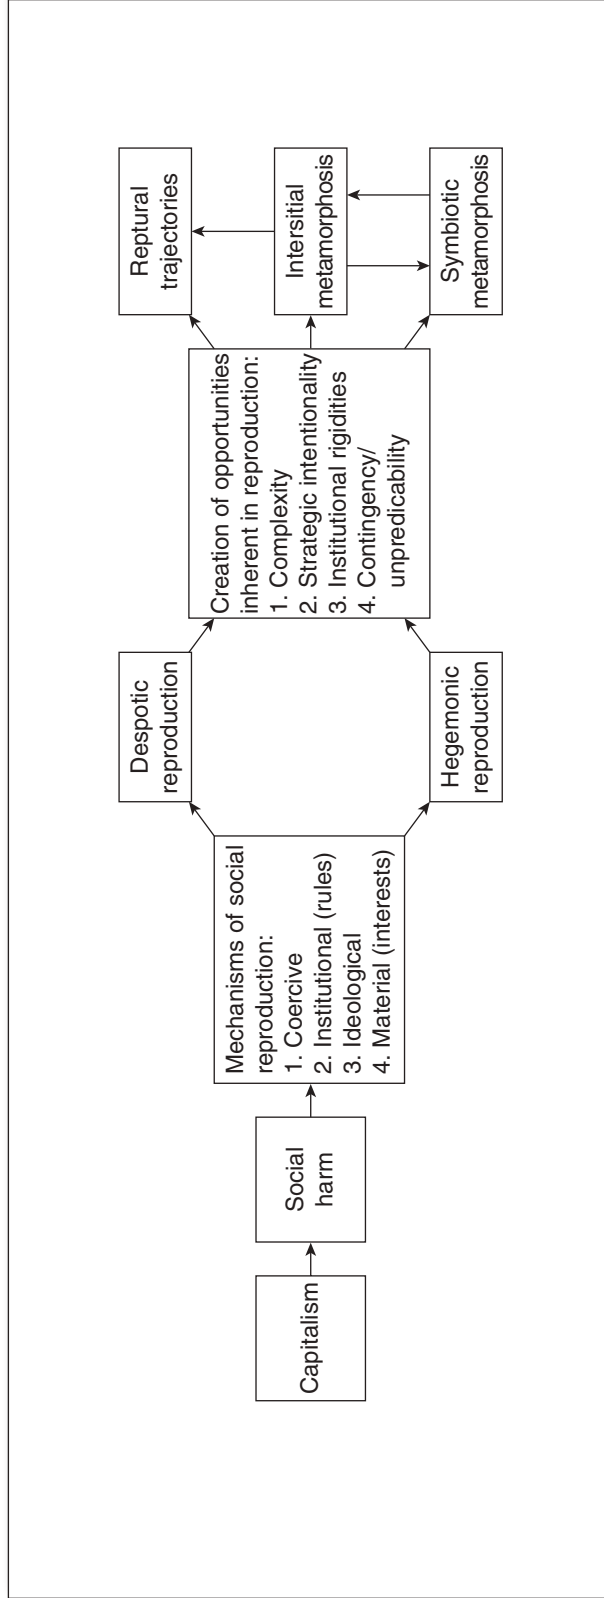 Capitalism
Social
harm
Mechanisms of social
reproduction:
1. Coercive
2. Institutional (rules)
3. Ideological
4. Material (interests)
Despotic
reproduction
Hegemonic
reproduction
Creation of opportunities
inherent in reproduction:
1. Complexity
2. Strategic intentionality
3. Institutional rigidities
4. Contingency/
unpredicability
Reptural
trajectories
Intersitial
metamorphosis
Symbiotic
metamorphosis